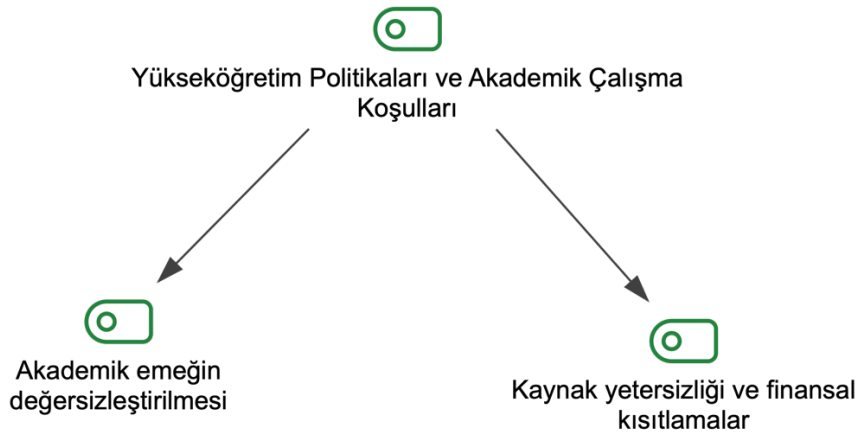 Yükseköğretim Politikaları ve Akademik Çalışma
Koşulları
Akademik emeğin
değersizleştirilmesi
Kaynak yetersizliği ve finansal
kısıtlamalar